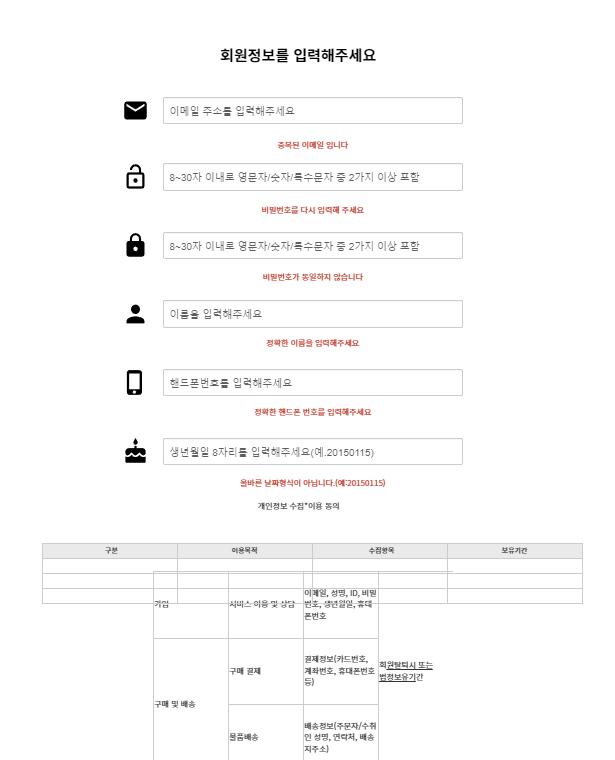 회원정보를 입력해주세요
이메일 주소를 입력해주세요
중복된 이메일 입니다
8~30자 이내로 영문자/숫자/특수문자 중 2가지 이상 포함
비밀번호를 다시 입력해 주세요
8~30자 이내로 영문자/숫자/특수문자 중 2가지 이상 포함
비밀번호가 동일하지 않습니다
이름을 입력해주세요
정확한 이름을 입력해주세요
핸드폰번호를 입력해주세요
정확한 핸드폰 번호를 입력해주세요
생년월일 8자리를 입력해주세요(예.20150115)
올바른 날짜형식이 아닙니다.(예:20150115)
개인정보 수집*이용 동의
구분 이용목적 수집항목 보유기간
가입 서비스 이용 및 상담 이메일, 성명, ID, 비밀
번호, 생년월일, 휴대
폰번호
구매 및 배송 구매 결제 결제정보(카드번호,
계좌번호, 휴대폰번호
등)
회원탈퇴시 또는
법정보유기간
물품배송 배송정보(주문자/수취
인 성명, 연락처, 배송
지주소)